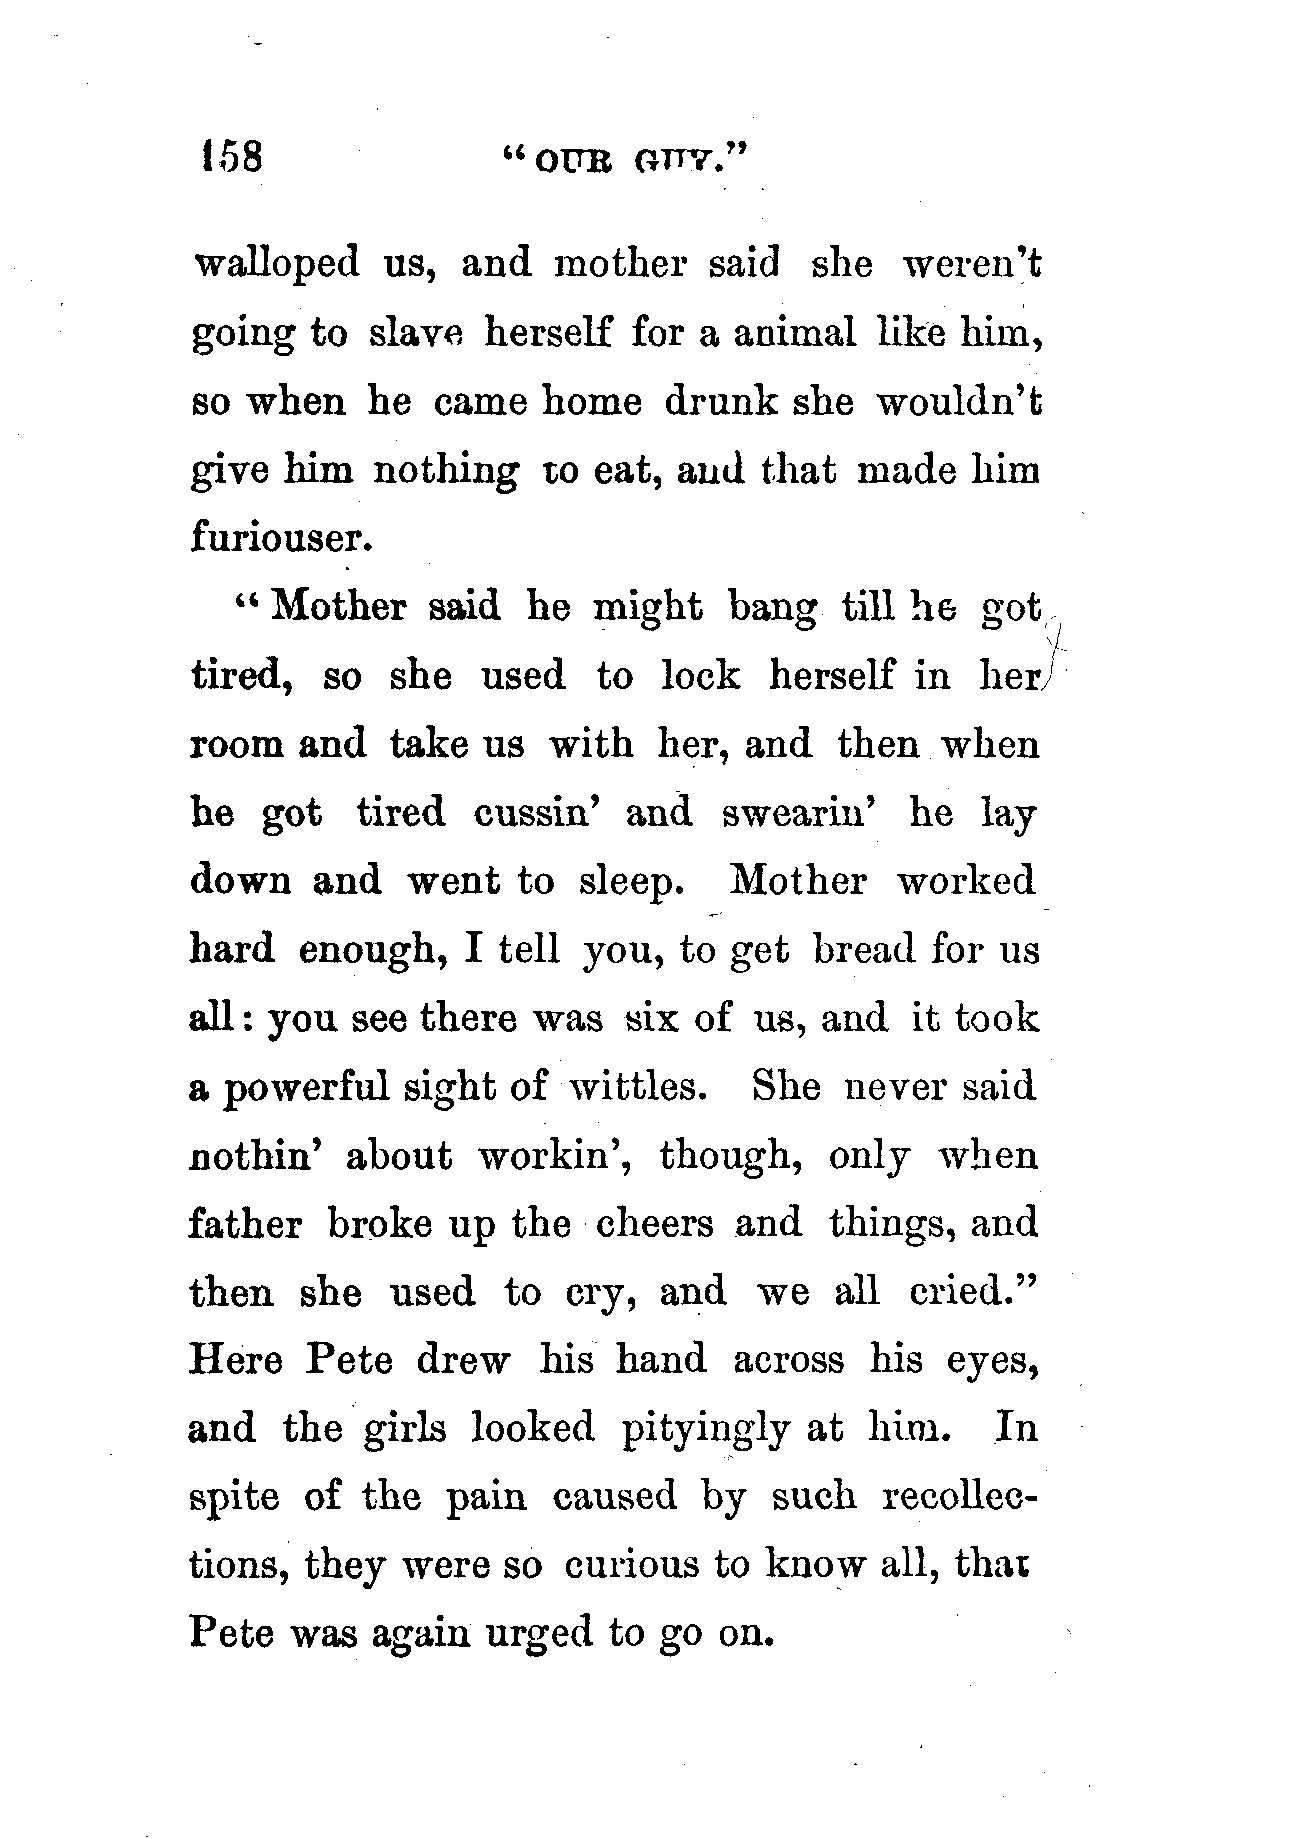 158 “OUR GUY.”
walloped us, and mother said she weren’t
going to slave herself for a animal like him,
so when he came home drunk she wouldn’t
give him nothing to eat, and that made him
furiouser.
“Mother said he might bang till he got
tired, so she used to lock herself in her
room and take us with her, and then when
he got tired cussin’ and swearin’ he lay
down and went to sleep. Mother worked
hard enough, I tell you, to get bread for us
all: you see there was six of us, and it took
a powerful sight of wittles. She never said
nothin’ about workin’, though, only when
father broke up the cheers and things, and
then she used to cry, and we all cried.”
Here Pete drew his hand across his eyes,
and the girls looked pityingly at him. In
spite of the pain caused by such recollec-
tions, they were so curious to know all, that
Pete was again urged to go on.